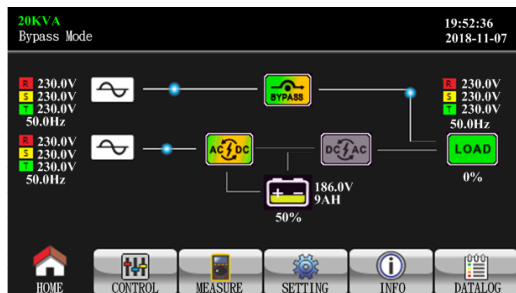 20KVA
Bypass Mode
19:52:36
2018-11-07
R 230.0V
S 230.0V
T 230.0V
50.0Hz
BYPASS
R 230.0V
S 230.0V
T 230.0V
50.0Hz
R 230.0V
S 230.0V
T 230.0V
50.0Hz
AC DC
DC AC
LOAD
0%
186.0V
9AH
50%
HOME
CONTROL
MEASURE
SETTING
INFO
DATALOG